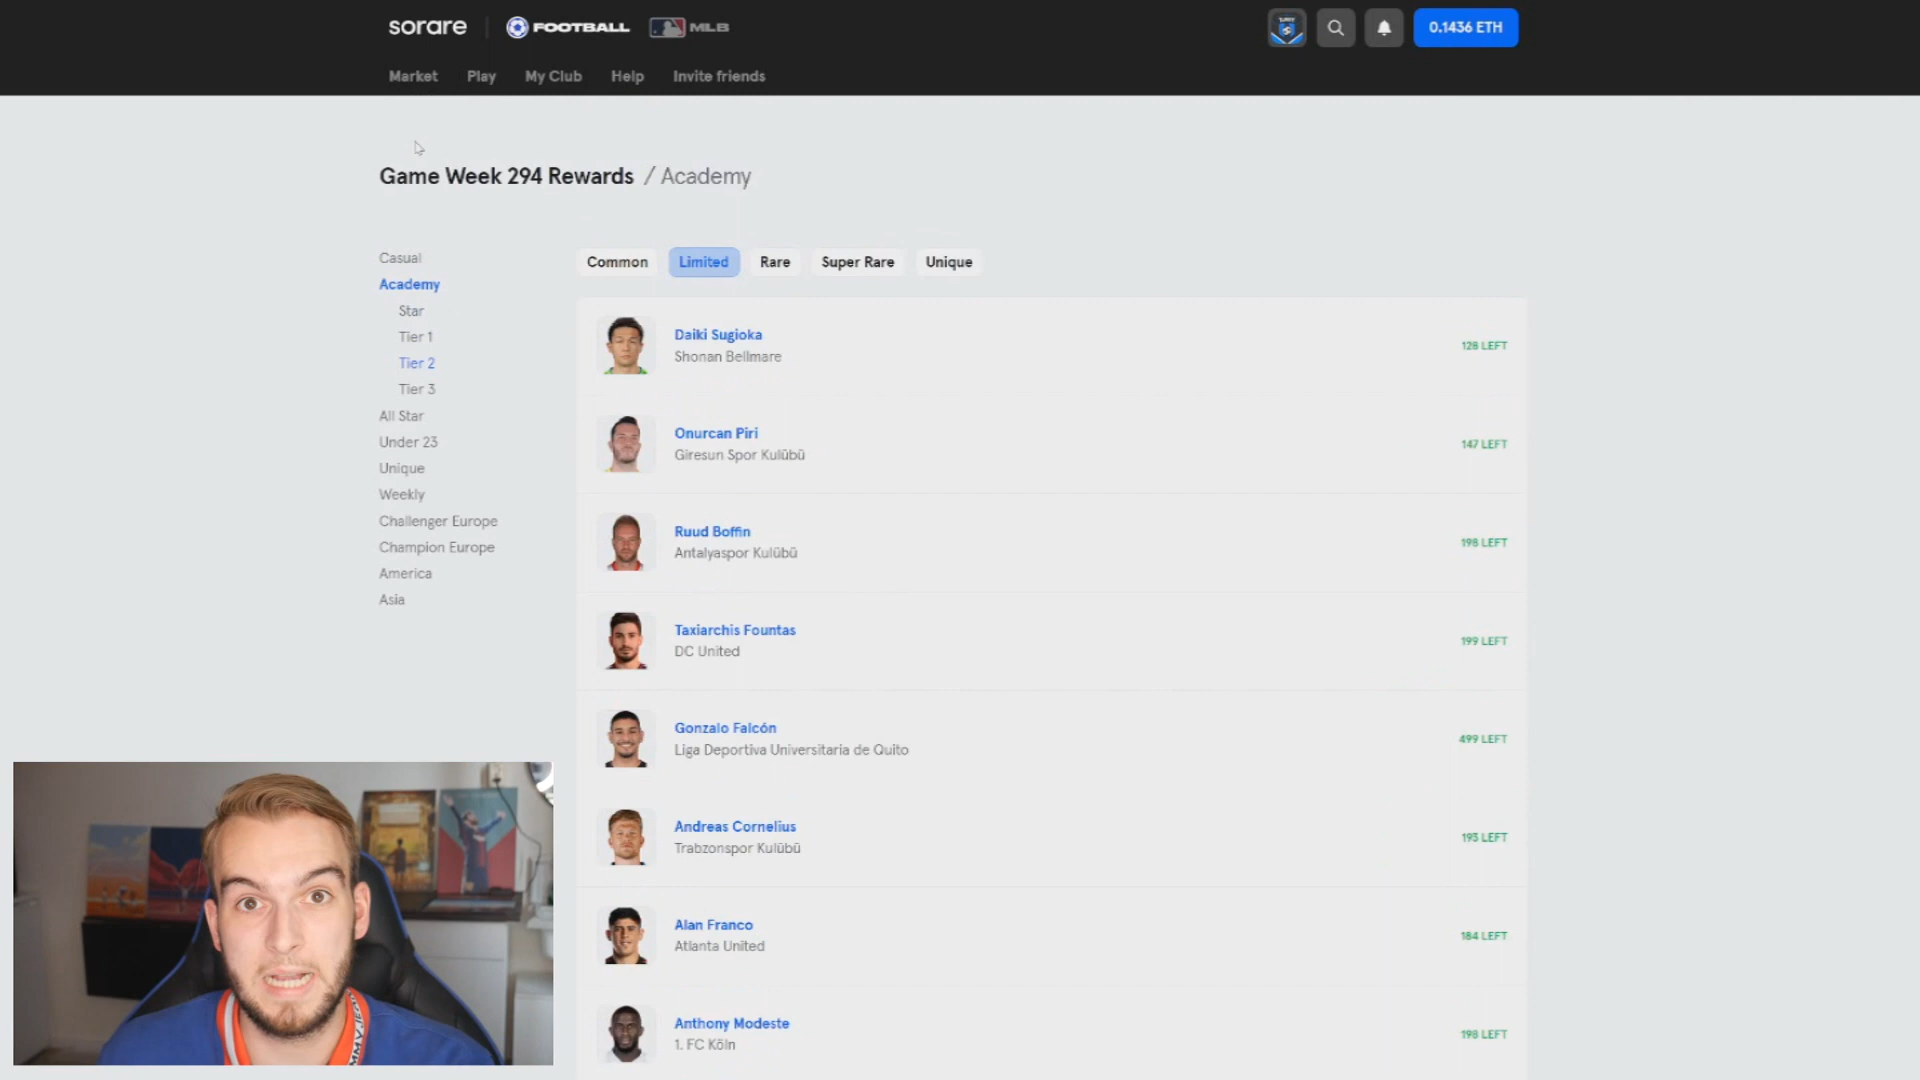 sorare FOOTBALL MLB 0.1436 ETH
Market Play My Club Help Invite friends
Game Week 294 Rewards / Academy
Casual
Academy
Star
Tier 1
Tier 2
Tier 3
All Star
Under 23
Unique
Weekly
Challenger Europe
Champion Europe
America
Asia
Common Limited Rare Super Rare Unique
Daiki Sugioka
Shonan Bellmare
128 LEFT
Onurcan Piri
Giresun Spor Kulübü
147 LEFT
Ruud Boffin
Antalyaspor Kulübü
198 LEFT
Taxiarchis Fountas
DC United
199 LEFT
Gonzalo Falcón
Liga Deportiva Universitaria de Quito
499 LEFT
Andreas Cornelius
Trabzonspor Kulübü
193 LEFT
Alan Franco
Atlanta United
184 LEFT
Anthony Modeste
1. FC Köln
198 LEFT